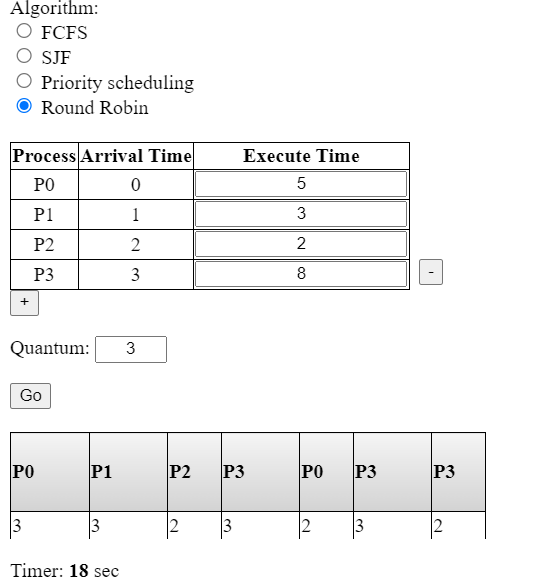 Algorithm:
FCFS
SJF
Priority scheduling
Round Robin
Process Arrival Time Execute Time
P0 0 5
P1 1 3
P2 2 2
P3 3 8
-
+
Quantum: 3
Go
P0 P1 P2 P3 P0 P3 P3
3 3 2 3 2 3 2
Timer: 18 sec